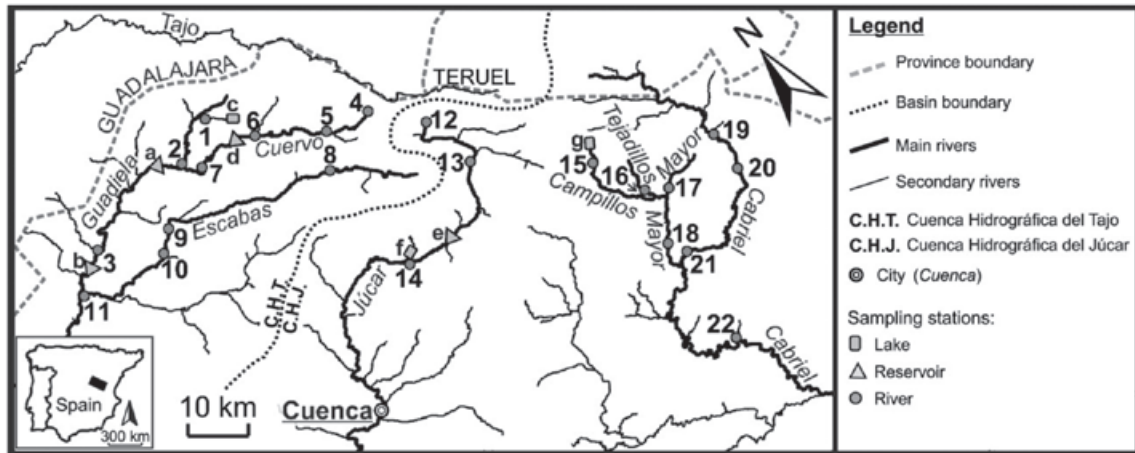 Tajo
GUADALAJARA
TERUEL
N
c
1
6
5
4
12
a
2
d
Cuervo
7
8
13
Guadiela
Escabas
9
10
b
3
11
C.H.T.
C.H.J.
f
e
14
Júcar
g
15
Tejadillos
16
Mayor
17
Campillos
Mayor
18
19
20
Cabriel
21
22
Cabriel
Cuenca
10 km
Spain
300 km
Legend
Province boundary
Basin boundary
Main rivers
Secondary rivers
C.H.T. Cuenca Hidrográfica del Tajo
C.H.J. Cuenca Hidrográfica del Júcar
City (Cuenca)
Sampling stations:
Lake
Reservoir
River